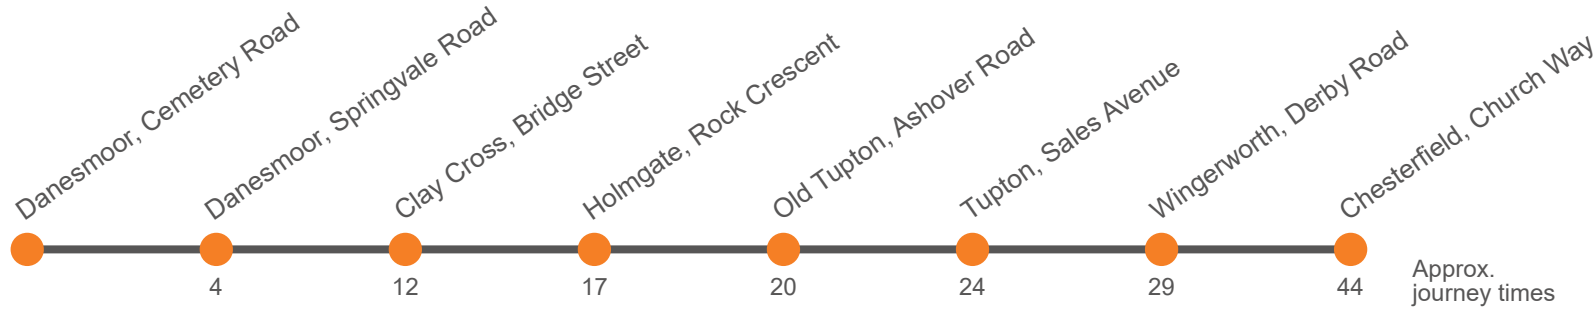 Danesmoor, Cemetery Road
Danesmoor, Springvale Road
Clay Cross, Bridge Street
Holmgate, Rock Crescent
Old Tupton, Ashover Road
Tupton, Sales Avenue
Wingerworth, Derby Road
Chesterfield, Church Way
4
12
17
20
24
29
44
Approx.
journey times